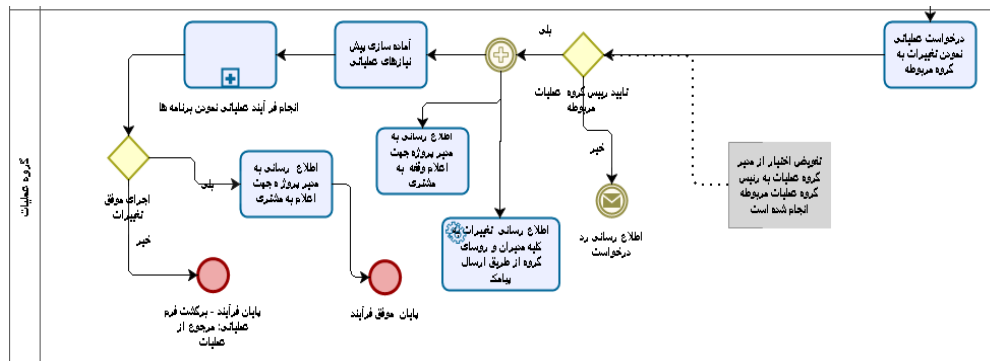 درخواست عملیاتی
نمودن تغییرات به
گروه مربوطه
بلی
تایید رییس گروه عملیات
مربوطه
خیر
اطلاع رسانی رد
درخواست
تفویض اختیار از مدیر
گروه عملیات به رئیس
گروه عملیات مربوطه
انجام شده است
آماده سازی پیش
نیازهای عملیاتی
اطلاع رسانی به
مدیر پروژه جهت
اعلام وقفه به
مشتری
اطلاع رسانی تغییرات به
کلیه مدیران و روسای
گروه از طریق ارسال
پیامک
انجام فرآیند عملیاتی نمودن برنامه ها
اجرای موفق
تغییرات
بلی
خیر
اطلاع رسانی به
مدیر پروژه جهت
اعلام به مشتری
پایان موفق فرآیند
پایان فرآیند - برگشت فرم
عملیاتی: مرجوع از
عملیات
گروه عملیات